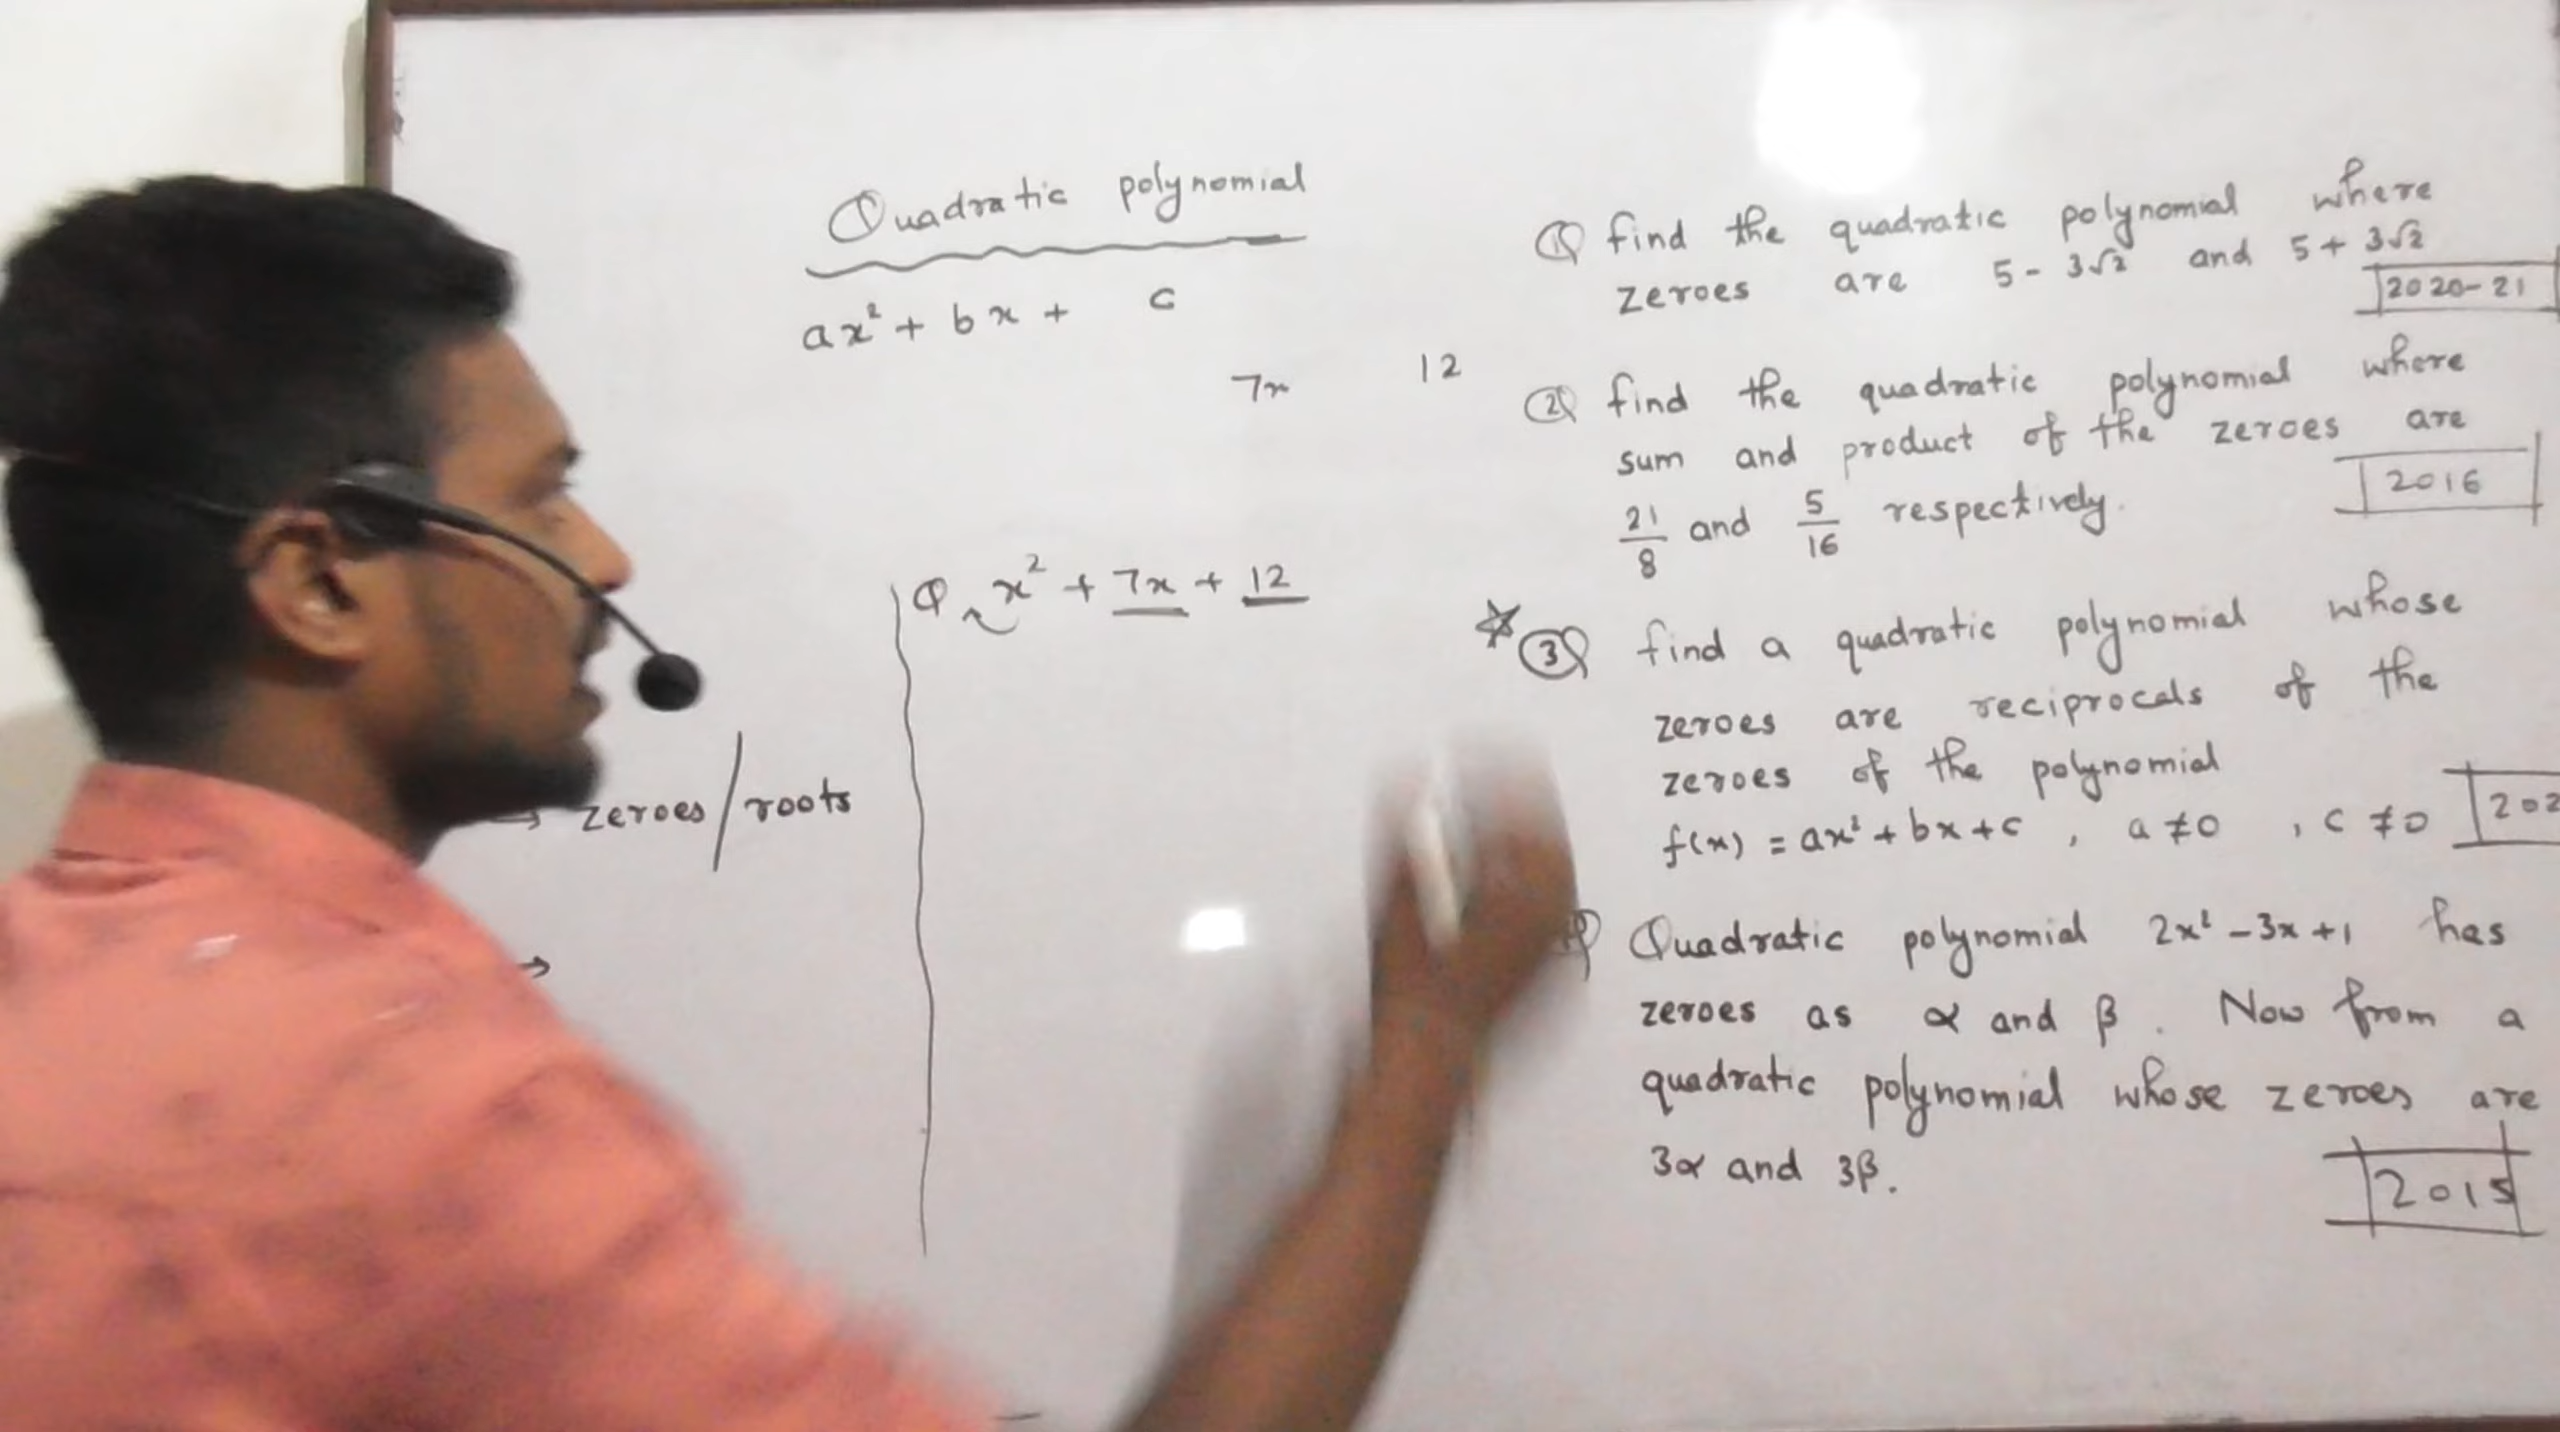 Quadratic polynomial
ax² + bx + c
7x 12
Q x² + 7x + 12
→ zeroes/roots
→
① find the quadratic polynomial where
zeroes are 5 - 3√2 and 5 + 3√2
2020-21
② find the quadratic polynomial where
sum and product of the zeroes are
21/8 and 5/16 respectively.
2016
☆ ③ find a quadratic polynomial whose
zeroes are reciprocals of the
zeroes of the polynomial
f(x) = ax² + bx + c , a ≠ 0 , c ≠ 0
Quadratic polynomial 2x² - 3x + 1 has
zeroes as α and β. Now from a
quadratic polynomial whose zeroes are
3α and 3β.
2015